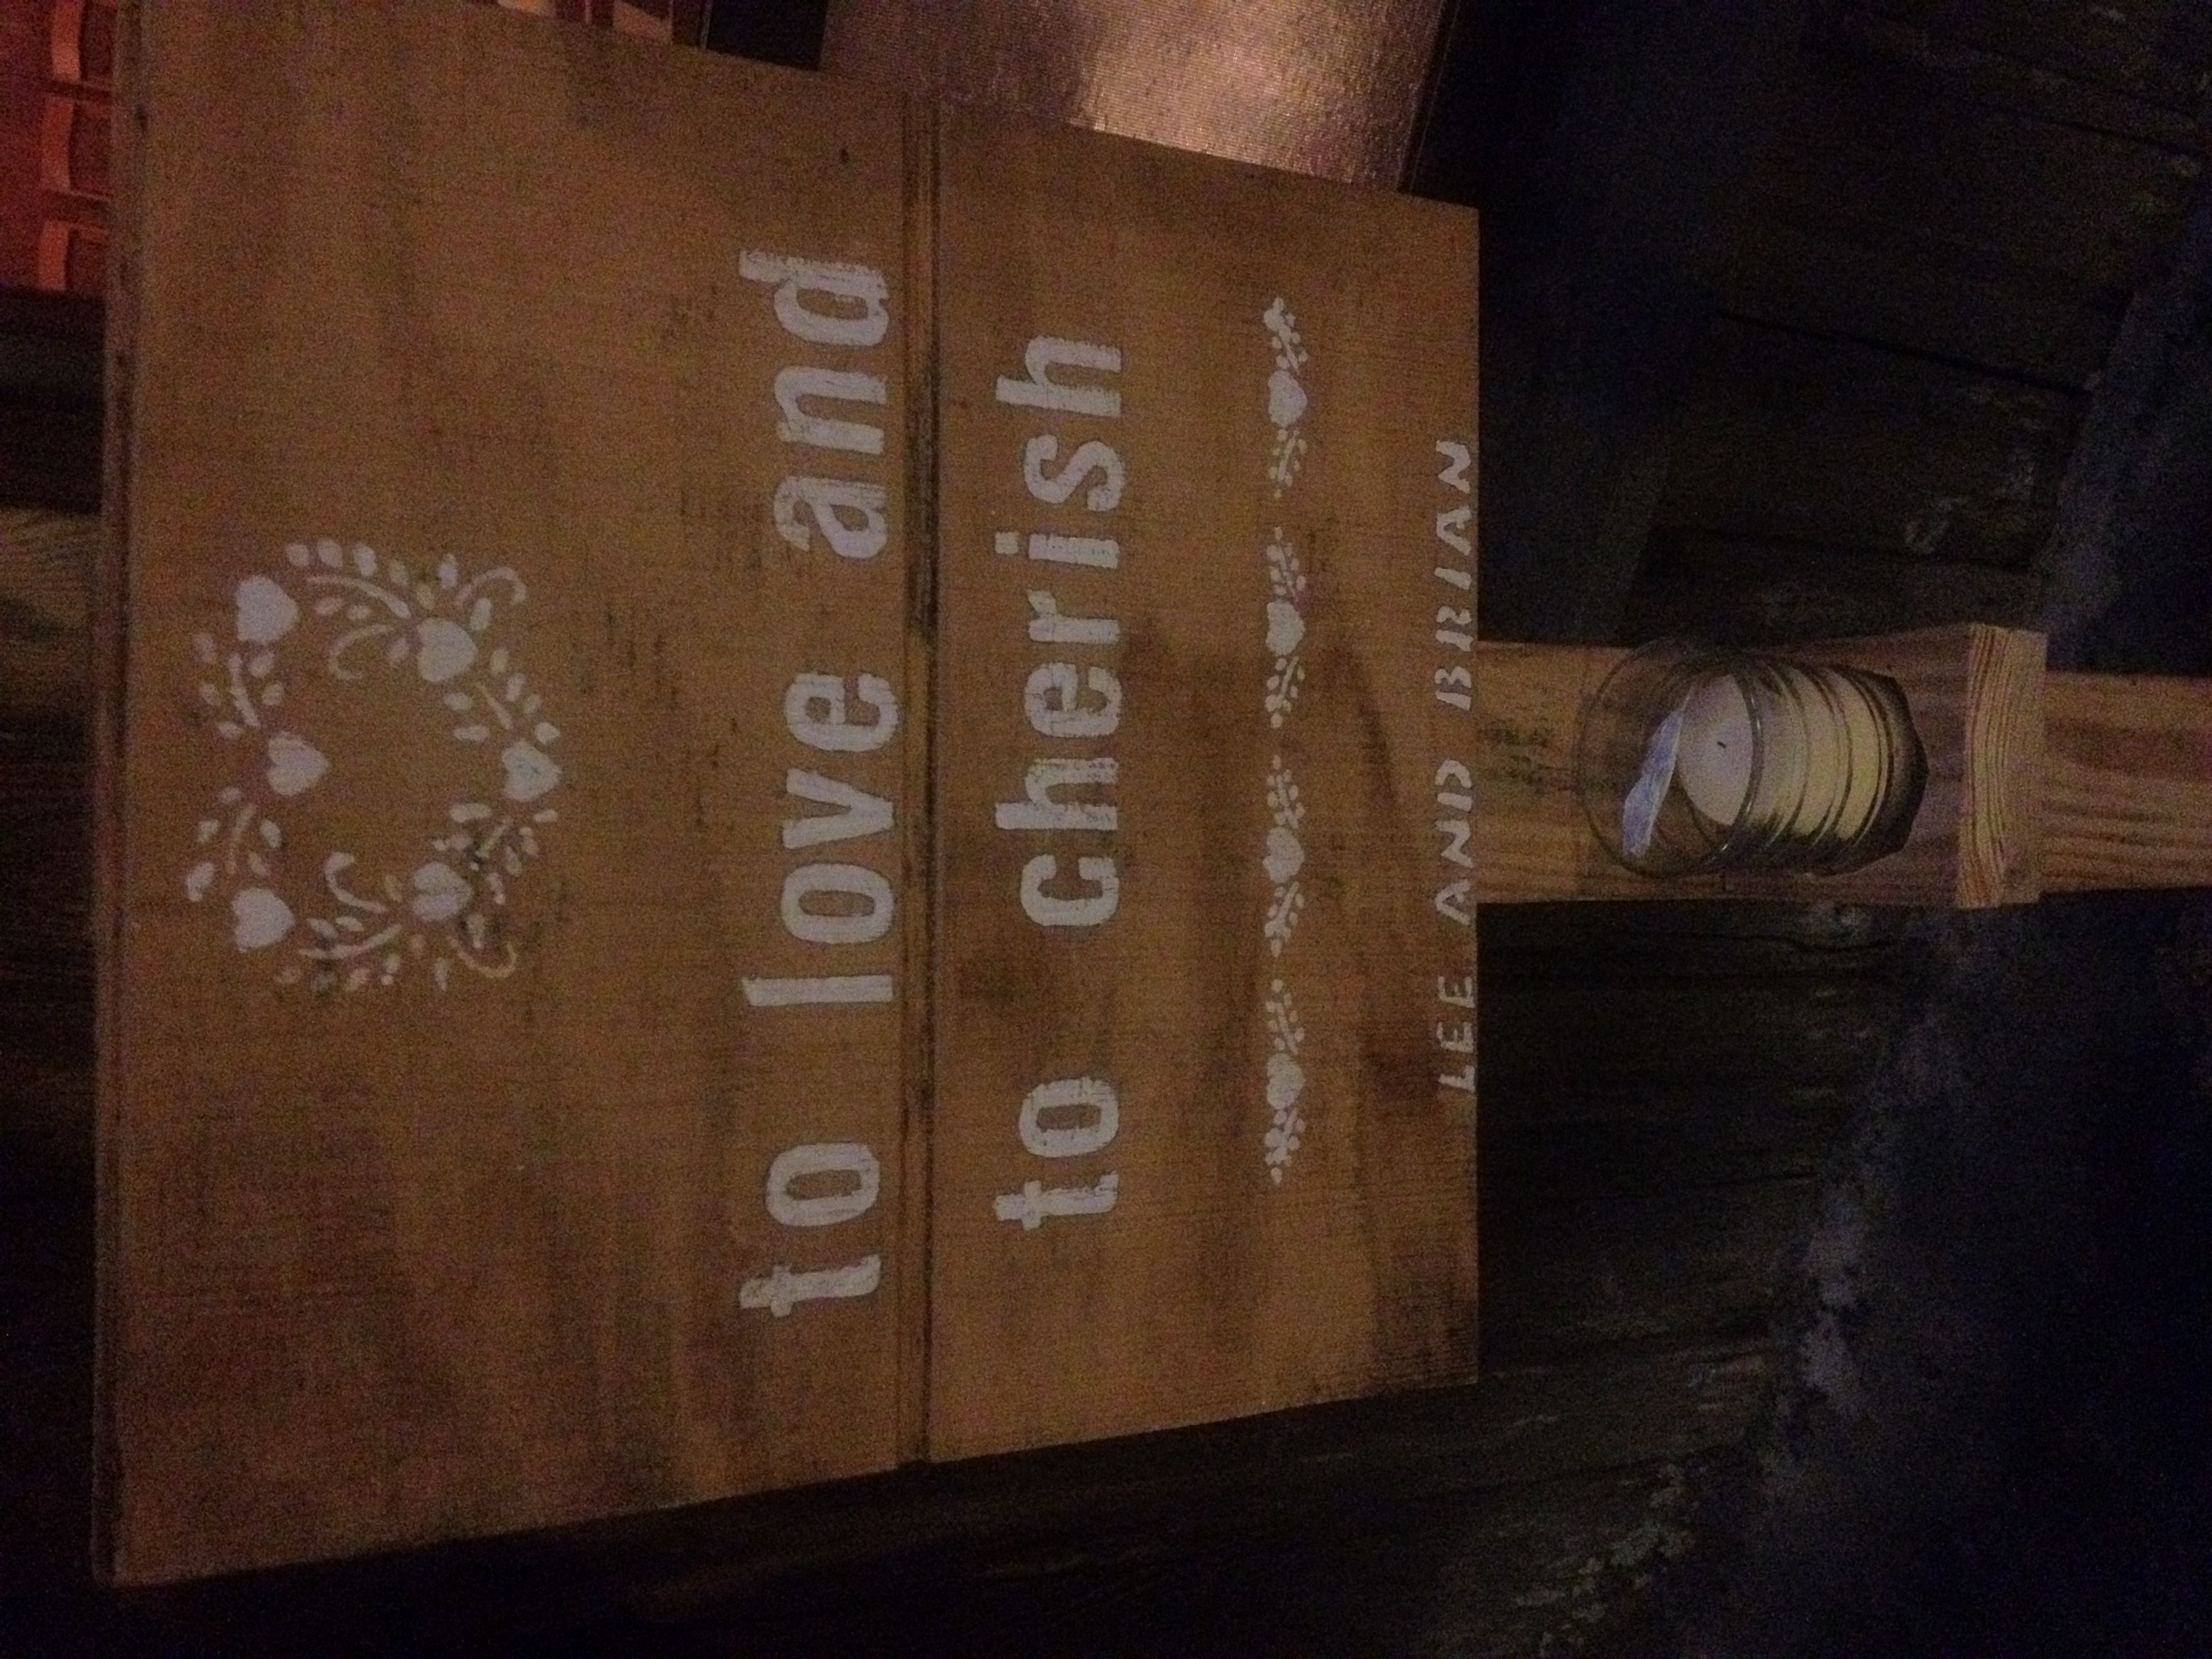 to love and
to cherish
LEE AND BRIAN